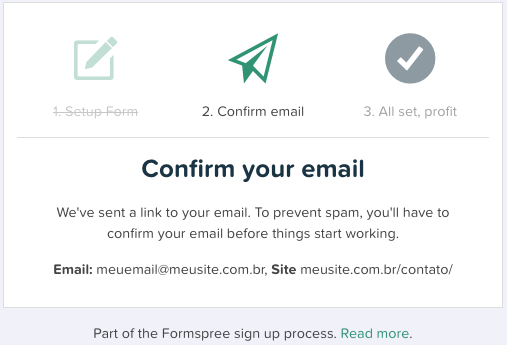 1. Setup Form
2. Confirm email
3. All set, profit
Confirm your email
We've sent a link to your email. To prevent spam, you'll have to
confirm your email before things start working.
Email: meuemail@meusite.com.br, Site meusite.com.br/contato/
Part of the Formspree sign up process. Read more.